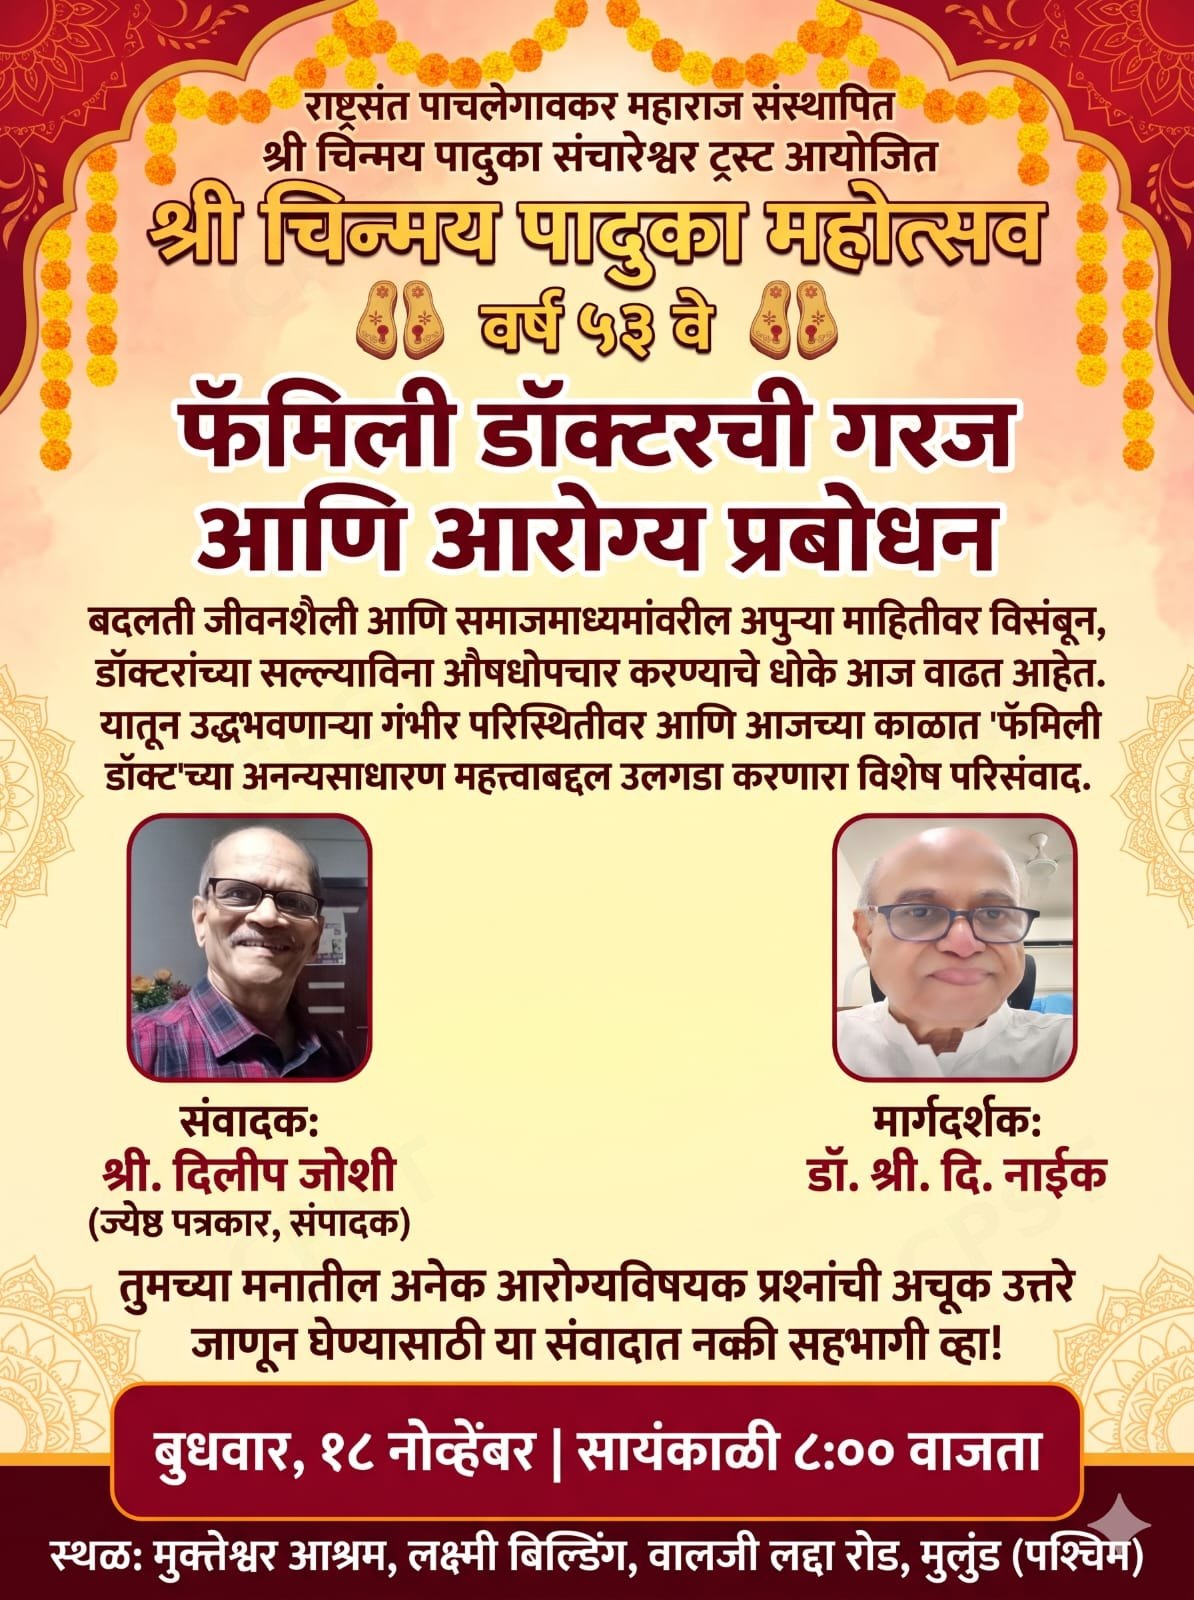 राष्ट्रसंत पाचलेगावकर महाराज संस्थापित
श्री चिन्मय पादुका संचारेश्वर ट्रस्ट आयोजित
श्री चिन्मय पादुका महोत्सव
वर्ष ५३ वे
फॅमिली डॉक्टरची गरज
आणि आरोग्य प्रबोधन
बदलती जीवनशैली आणि समाजमाध्यमांवरील अपुऱ्या माहितीवर विसंबून,
डॉक्टरांच्या सल्ल्याविना औषधोपचार करण्याचे धोके आज वाढत आहेत.
यातून उद्धभवणाऱ्या गंभीर परिस्थितीवर आणि आजच्या काळात 'फॅमिली
डॉक्ट'च्या अनन्यसाधारण महत्त्वाबद्दल उलगडा करणारा विशेष परिसंवाद.
संवादक:
श्री. दिलीप जोशी
(ज्येष्ठ पत्रकार, संपादक)
मार्गदर्शक:
डॉ. श्री. दि. नाईक
तुमच्या मनातील अनेक आरोग्यविषयक प्रश्नांची अचूक उत्तरे
जाणून घेण्यासाठी या संवादात नक्की सहभागी व्हा!
बुधवार, १८ नोव्हेंबर | सायंकाळी ८:०० वाजता
स्थळ: मुक्तेश्वर आश्रम, लक्ष्मी बिल्डिंग, वालजी लद्दा रोड, मुलुंड (पश्चिम)